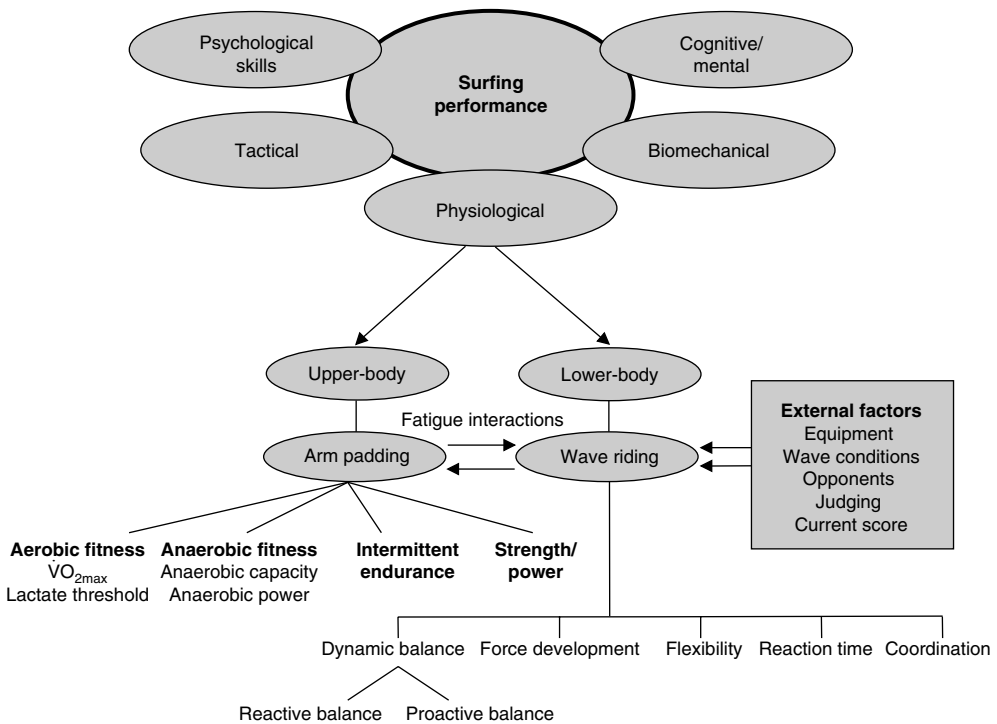 Psychological
skills
Cognitive/
mental
Surfing
performance
Tactical
Biomechanical
Physiological
Upper-body
Lower-body
Fatigue interactions
Arm padding
Wave riding
External factors
Equipment
Wave conditions
Opponents
Judging
Current score
Aerobic fitness
V̇O2max
Lactate threshold
Anaerobic fitness
Anaerobic capacity
Anaerobic power
Intermittent
endurance
Strength/
power
Dynamic balance
Force development
Flexibility
Reaction time
Coordination
Reactive balance
Proactive balance